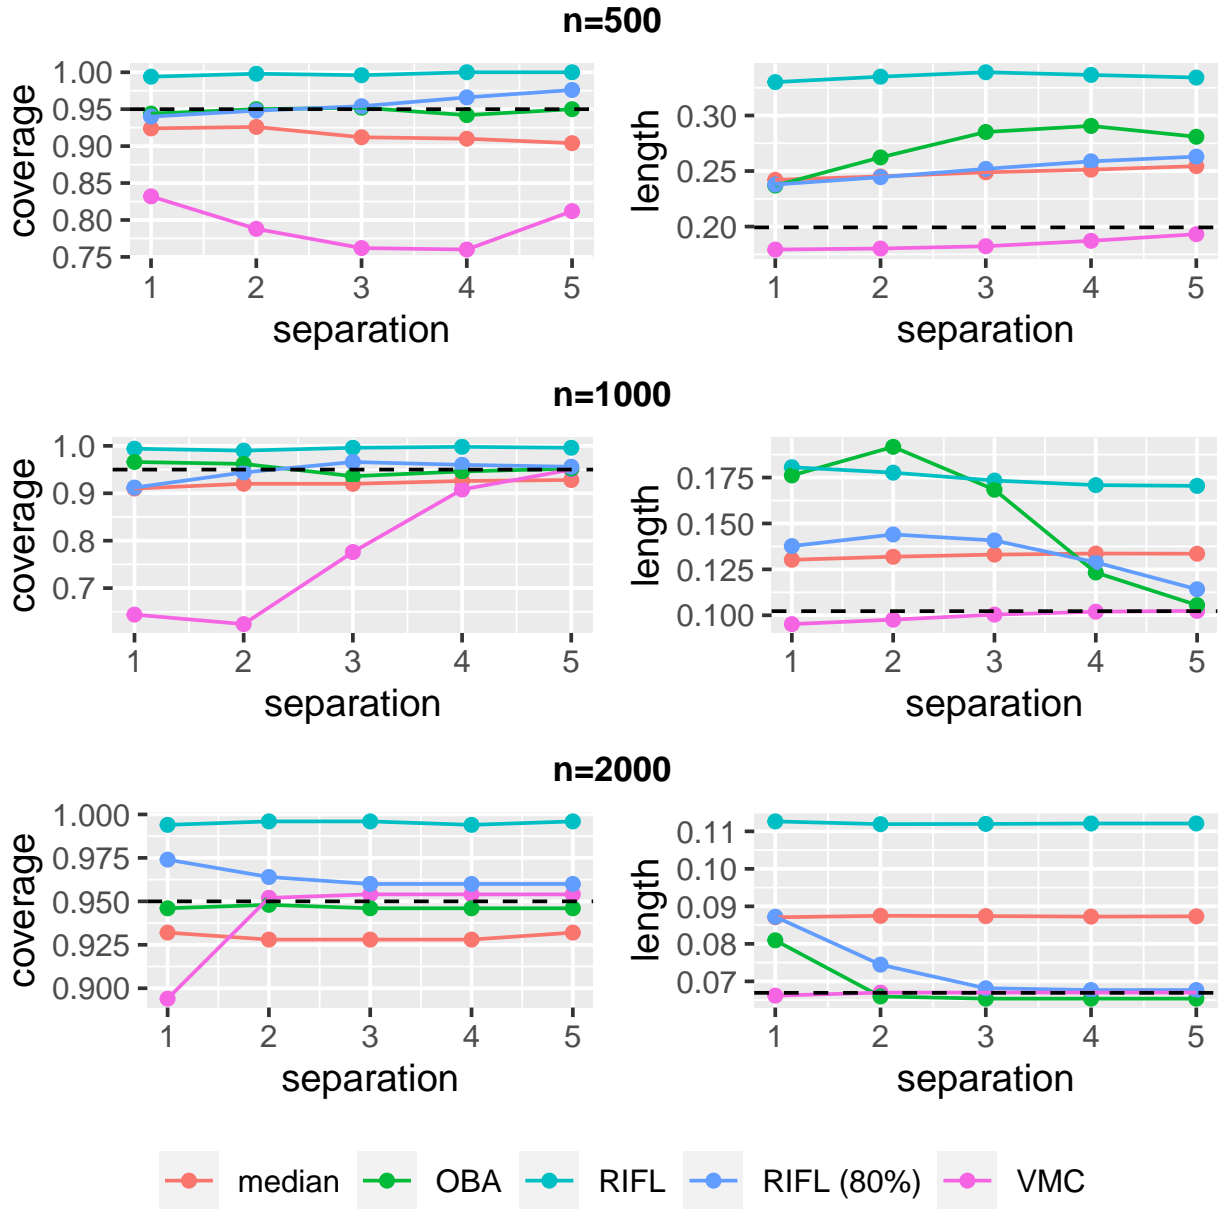 n=500
coverage
1.00
0.95
0.90
0.85
0.80
0.75
1 2 3 4 5
separation
length
0.30
0.25
0.20
1 2 3 4 5
separation
n=1000
coverage
1.0
0.9
0.8
0.7
1 2 3 4 5
separation
length
0.175
0.150
0.125
0.100
1 2 3 4 5
separation
n=2000
coverage
1.000
0.975
0.950
0.925
0.900
1 2 3 4 5
separation
length
0.11
0.10
0.09
0.08
0.07
1 2 3 4 5
separation
median OBA RIFL RIFL (80%) VMC